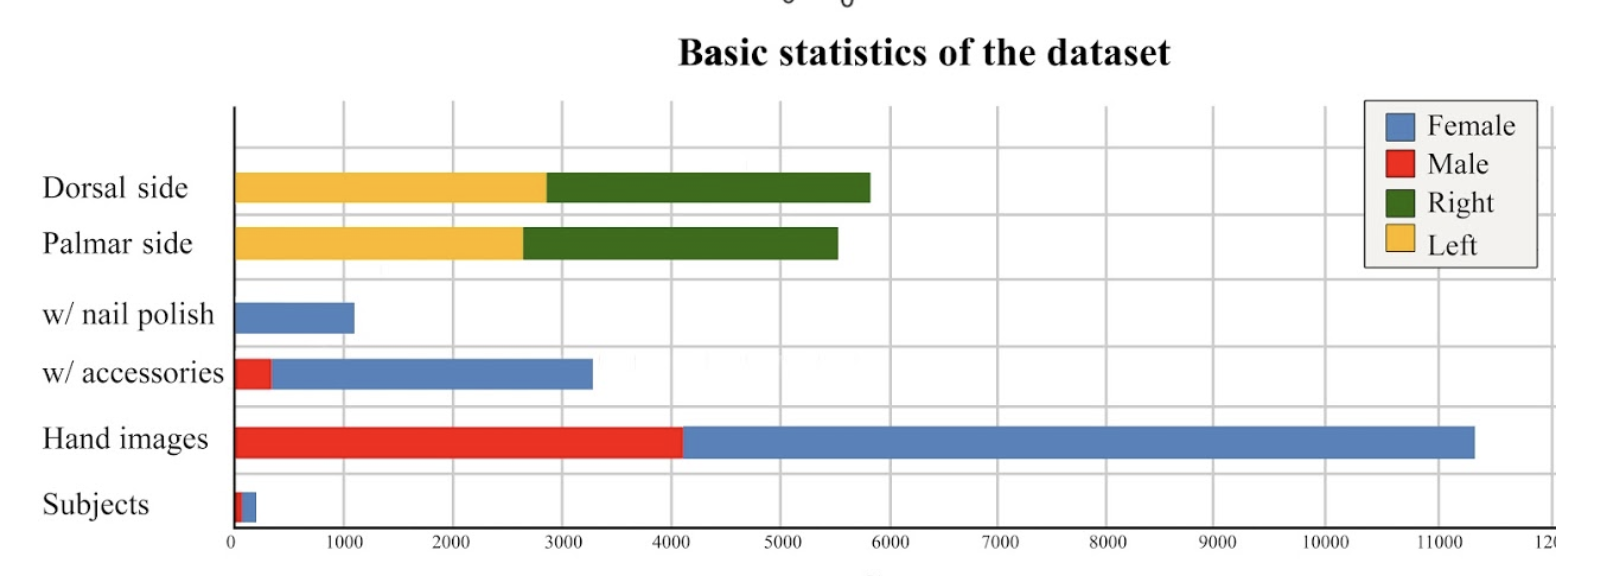 Basic statistics of the dataset
Female
Male
Right
Left
Dorsal side
Palmar side
w/ nail polish
w/ accessories
Hand images
Subjects
0 1000 2000 3000 4000 5000 6000 7000 8000 9000 10000 11000